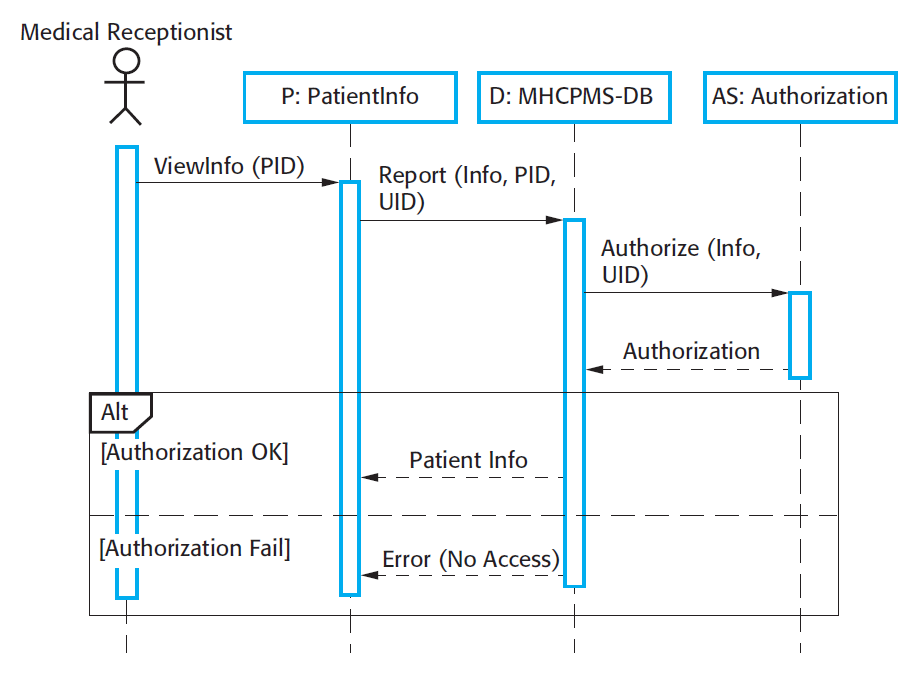 Medical Receptionist
P: PatientInfo
D: MHCPMS-DB
AS: Authorization
ViewInfo (PID)
Report (Info, PID,
UID)
Authorize (Info,
UID)
Authorization
Alt
[Authorization OK]
Patient Info
[Authorization Fail]
Error (No Access)